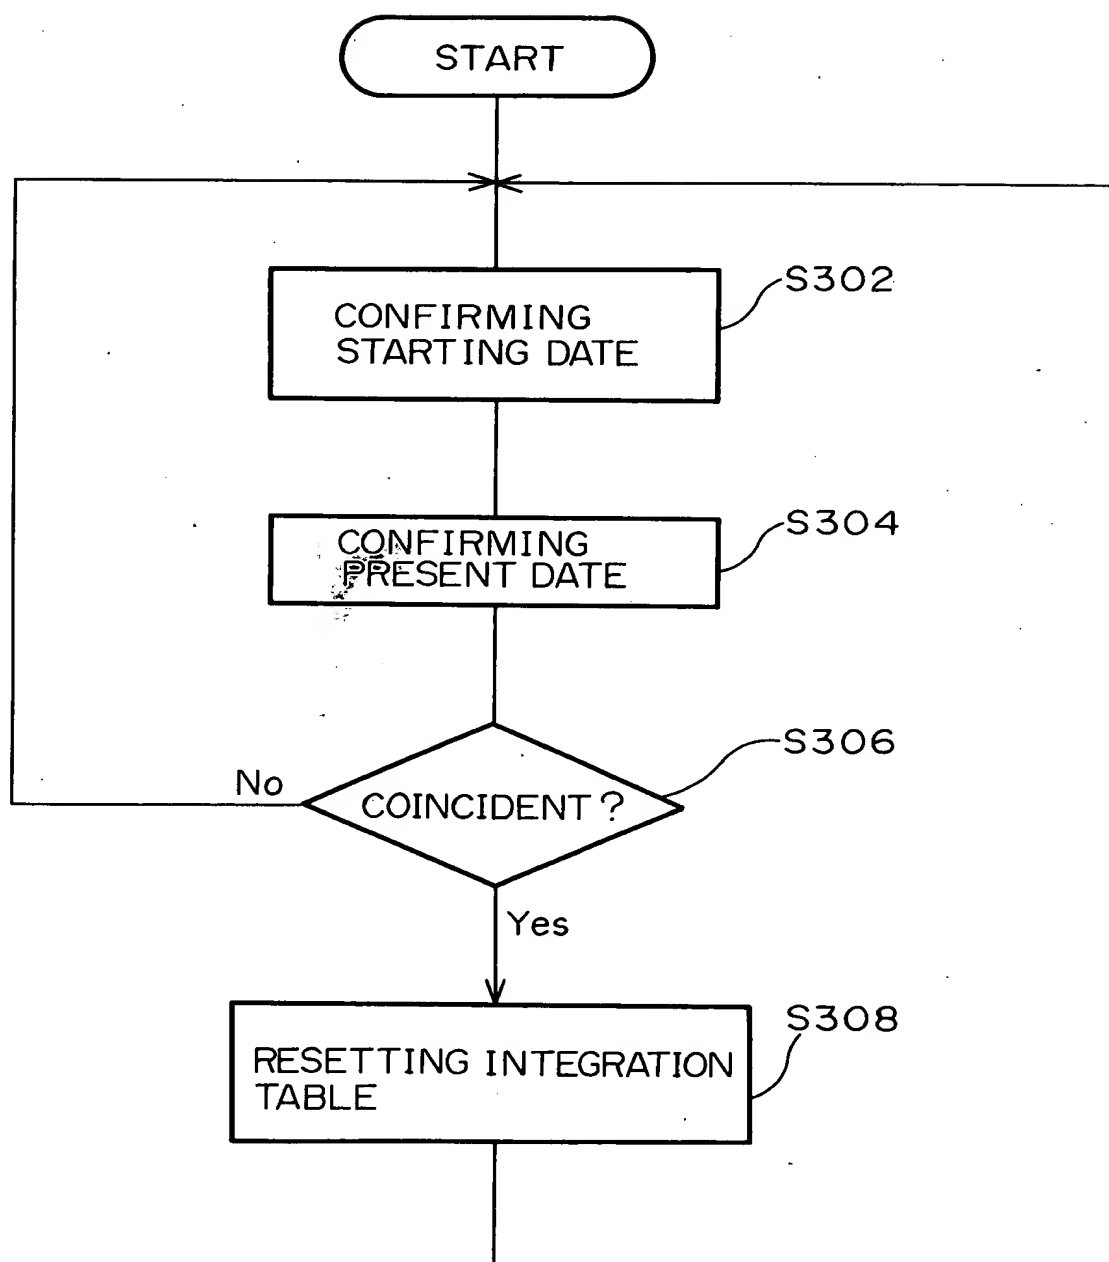 START
S302
CONFIRMING
STARTING DATE
S304
CONFIRMING
PRESENT DATE
S306
No
COINCIDENT?
Yes
S308
RESETTING INTEGRATION
TABLE